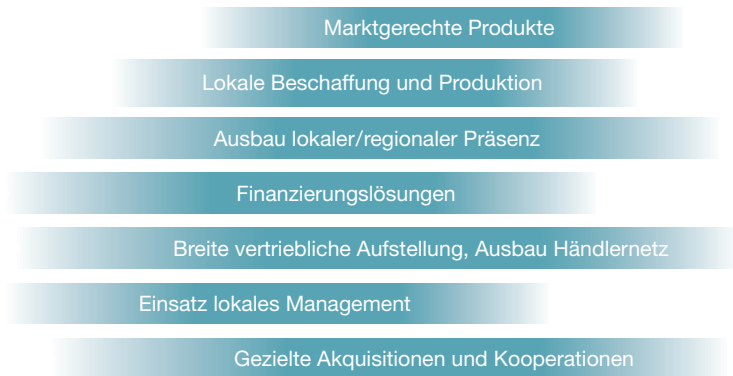 Marktgerechte Produkte
Lokale Beschaffung und Produktion
Ausbau lokaler/regionaler Präsenz
Finanzierungslösungen
Breite vertriebliche Aufstellung, Ausbau Händlernetz
Einsatz lokales Management
Gezielte Akquisitionen und Kooperationen